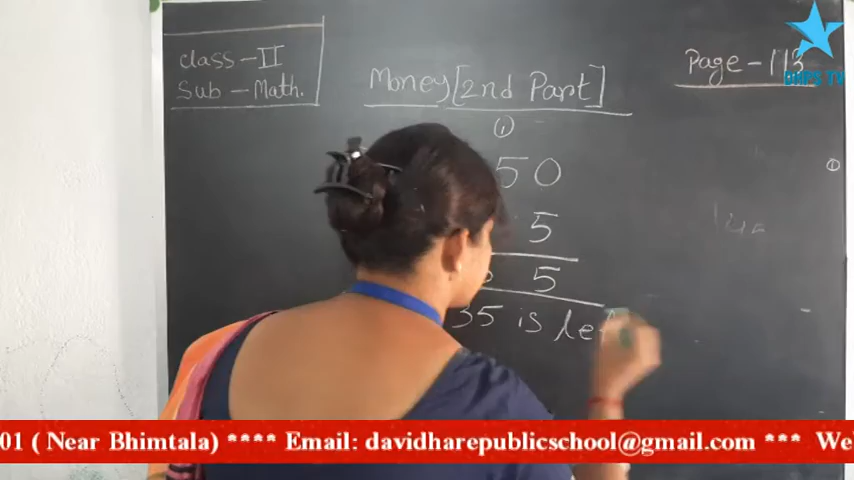 Class - II
Sub - Math.
Money [2nd Part]
Page - 113
DHPS TV
①
50
①
5
5
35 is lef
01 ( Near Bhimtala) **** Email: davidharepublicschool@gmail.com *** We